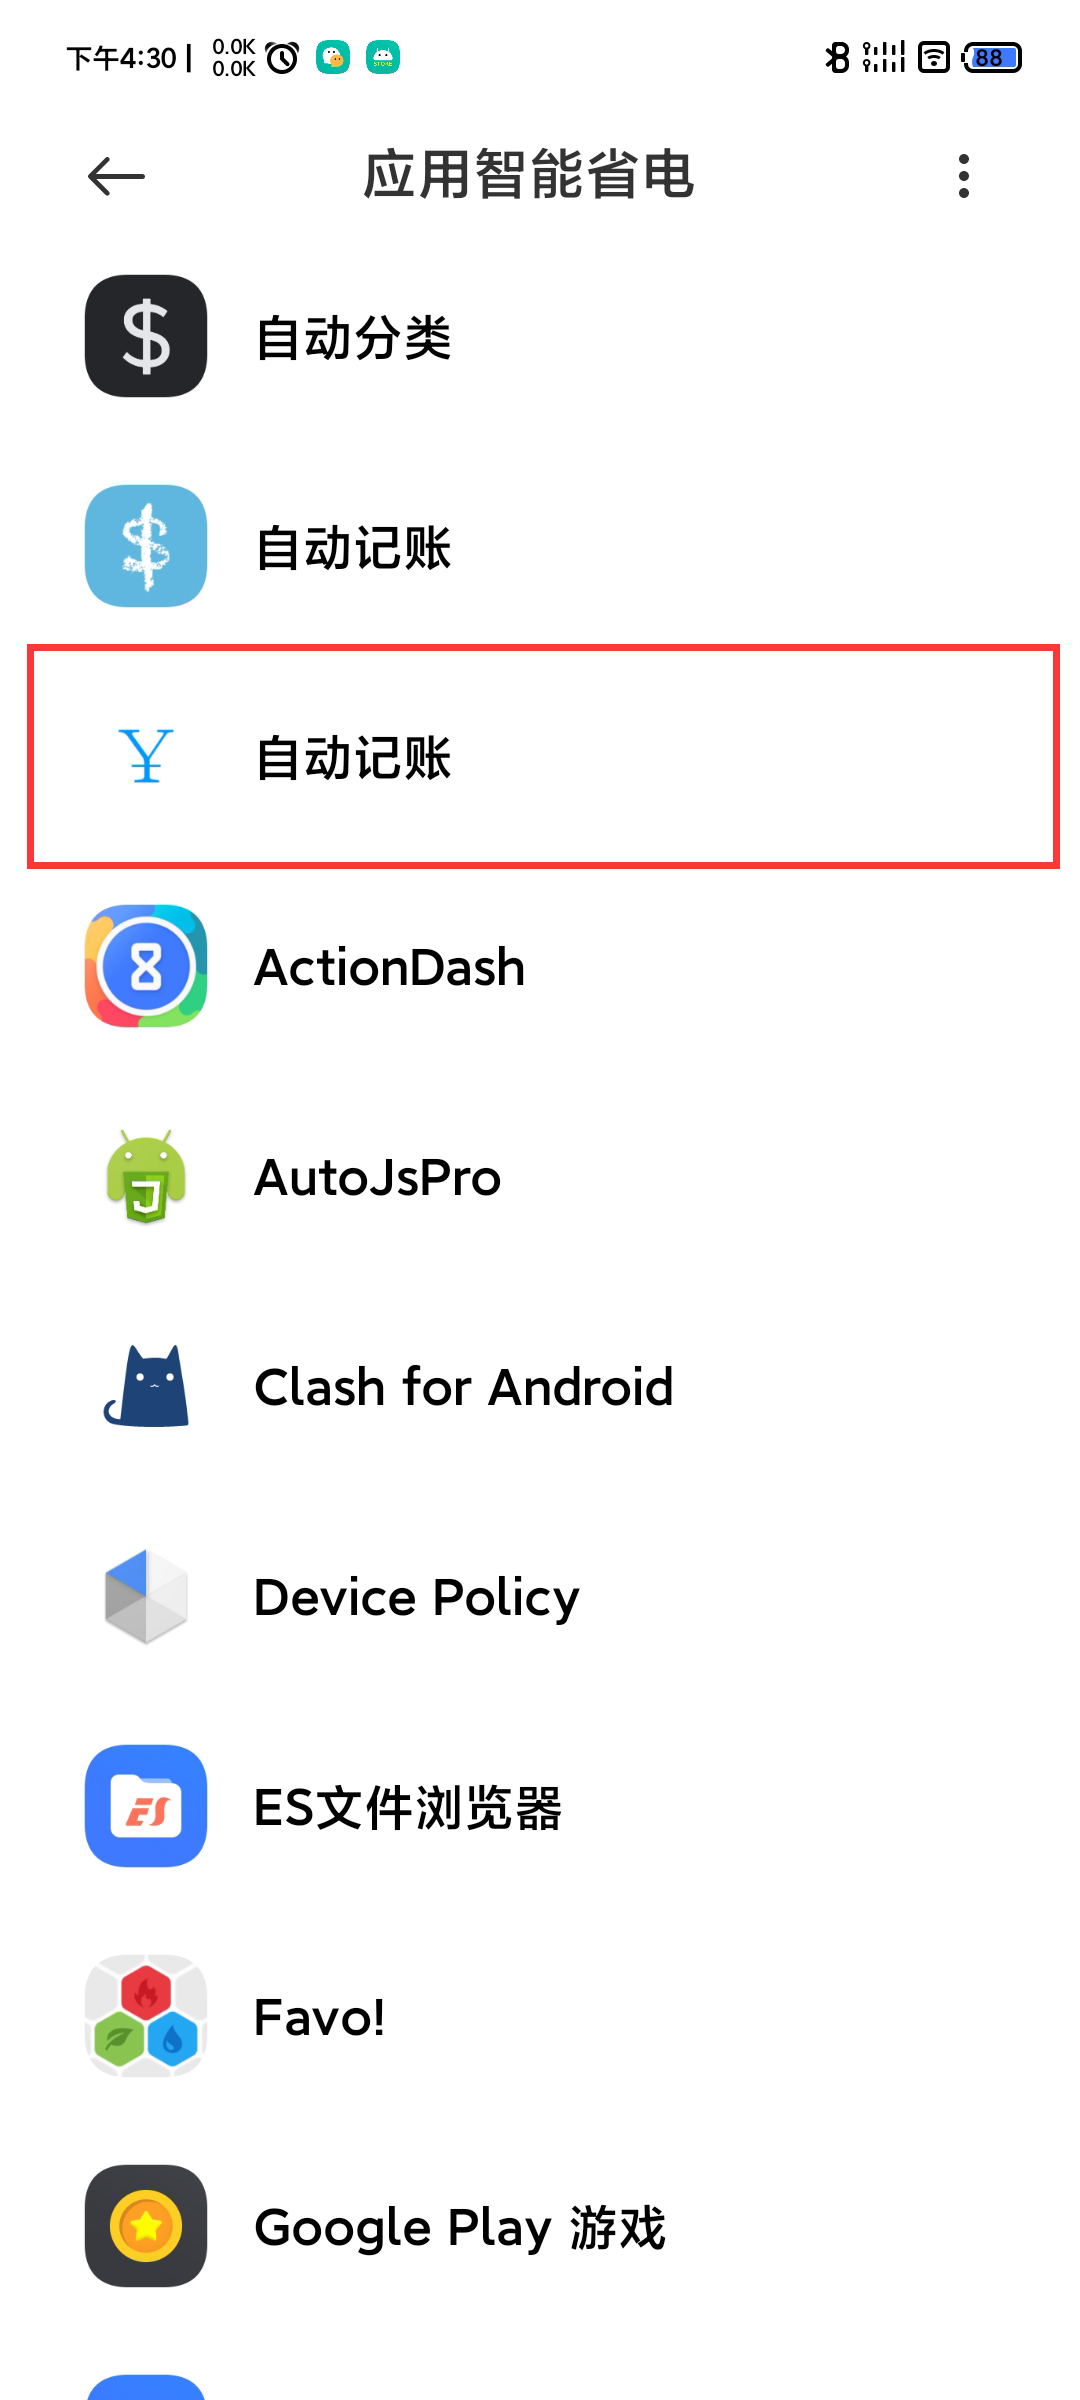 下午4:30 | 0.0K
0.0K
88
应用智能省电
$ 自动分类
$ 自动记账
¥ 自动记账
8 ActionDash
J AutoJsPro
Clash for Android
Device Policy
ES ES文件浏览器
Favo!
Google Play 游戏